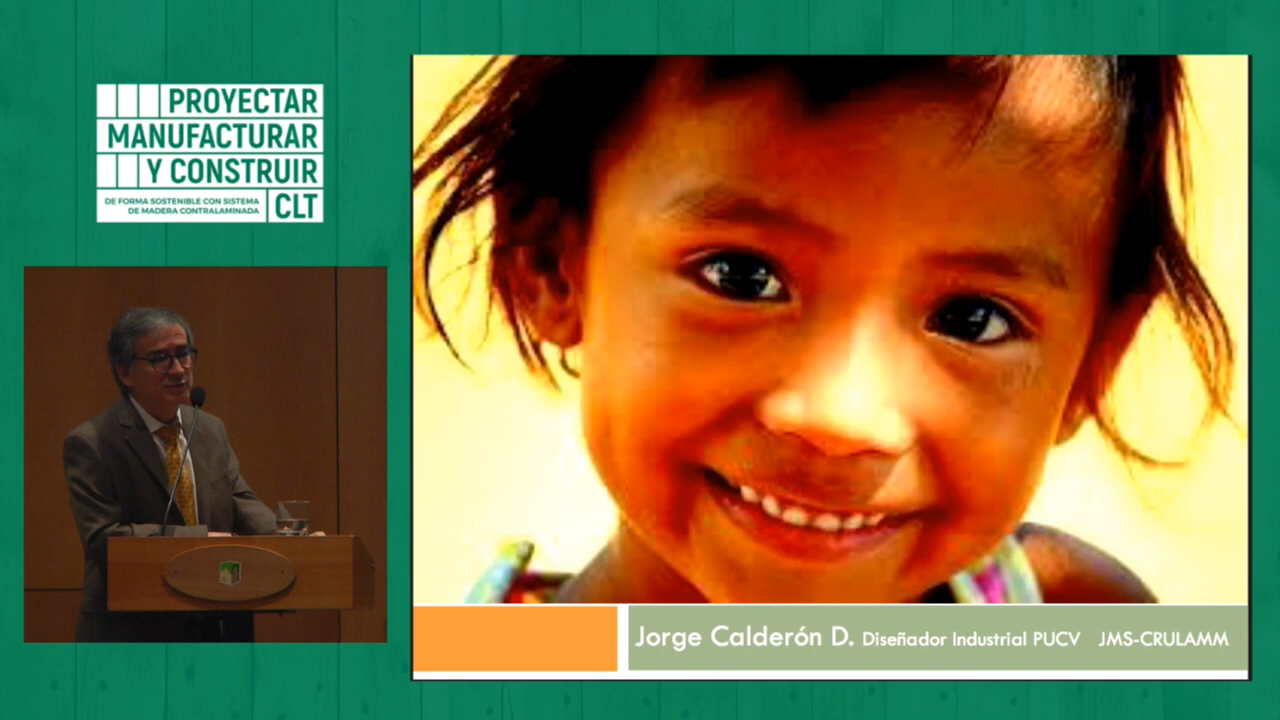 PROYECTAR
MANUFACTURAR
Y CONSTRUIR
DE FORMA SOSTENIBLE CON SISTEMA
DE MADERA CONTRALAMINADA
CLT
Jorge Calderón D. Diseñador Industrial PUCV JMS-CRULAMM